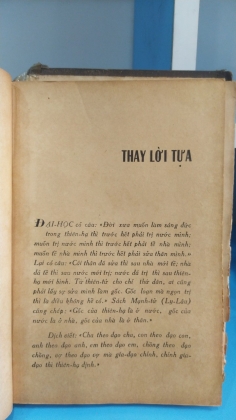 THAY LỜI TỰA
ĐẠI-HỌC có câu: «Đời xưa muốn làm sáng đức
trong thiên-hạ thì trước hết phải trị nước mình;
muốn trị nước mình thì trước hết phải tề nhà mình;
muốn tề nhà mình thì trước hết phải sửa thân mình.»
Lại có câu: «Cái thân đã sửa thì sau nhà mới tề; nhà
đã tề thì sau nước mới trị; nước đã trị thì sau thiên-
hạ mới bình. Từ thiên-tử cho chí thứ dân, ai cũng
phải lấy sự sửa mình làm gốc. Gốc loạn mà ngọn trị
thì là điều không hề có.» Sách Mạnh-tử (Ly-Lâu)
cũng chép: «Gốc của thiên-hạ là ở nước, gốc của
nước là ở nhà, gốc của nhà là ở thân.»
Dịch viết: «Cha theo đạo cha, con theo đạo con,
anh theo đạo anh, em theo đạo em, chồng theo đạo
chồng, vợ theo đạo vợ mà gia-đạo chính, chính gia-
đạo thì thiên-hạ định.»